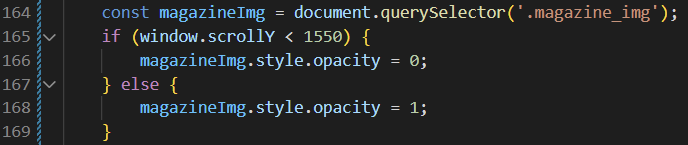 164 const magazineImg = document.querySelector('.magazine_img');
165 if (window.scrollY < 1550) {
166 magazineImg.style.opacity = 0;
167 } else {
168 magazineImg.style.opacity = 1;
169 }